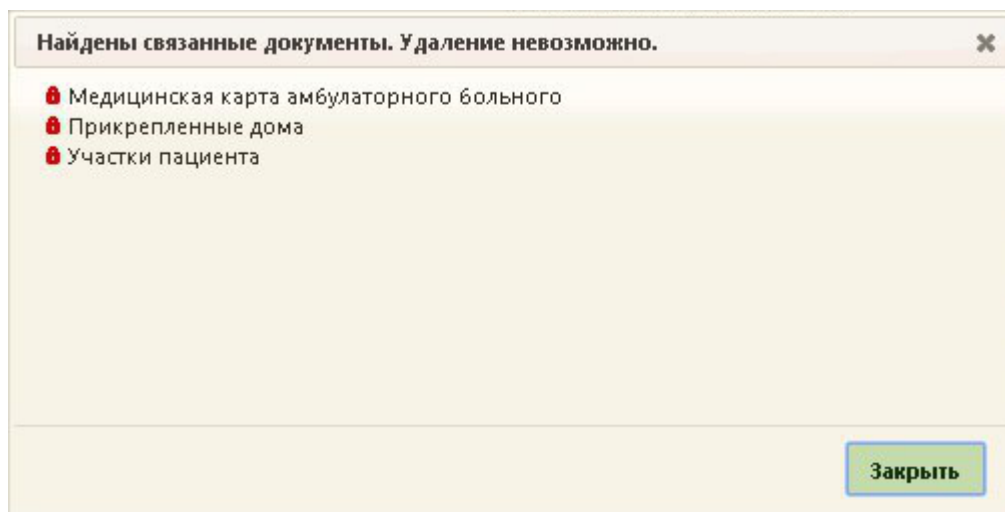 Найдены связанные документы. Удаление невозможно.
Медицинская карта амбулаторного больного
Прикрепленные дома
Участки пациента
Закрыть